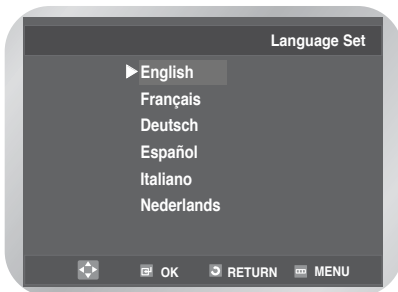 Language Set
English
Français
Deutsch
Español
Italiano
Nederlands
OK RETURN MENU